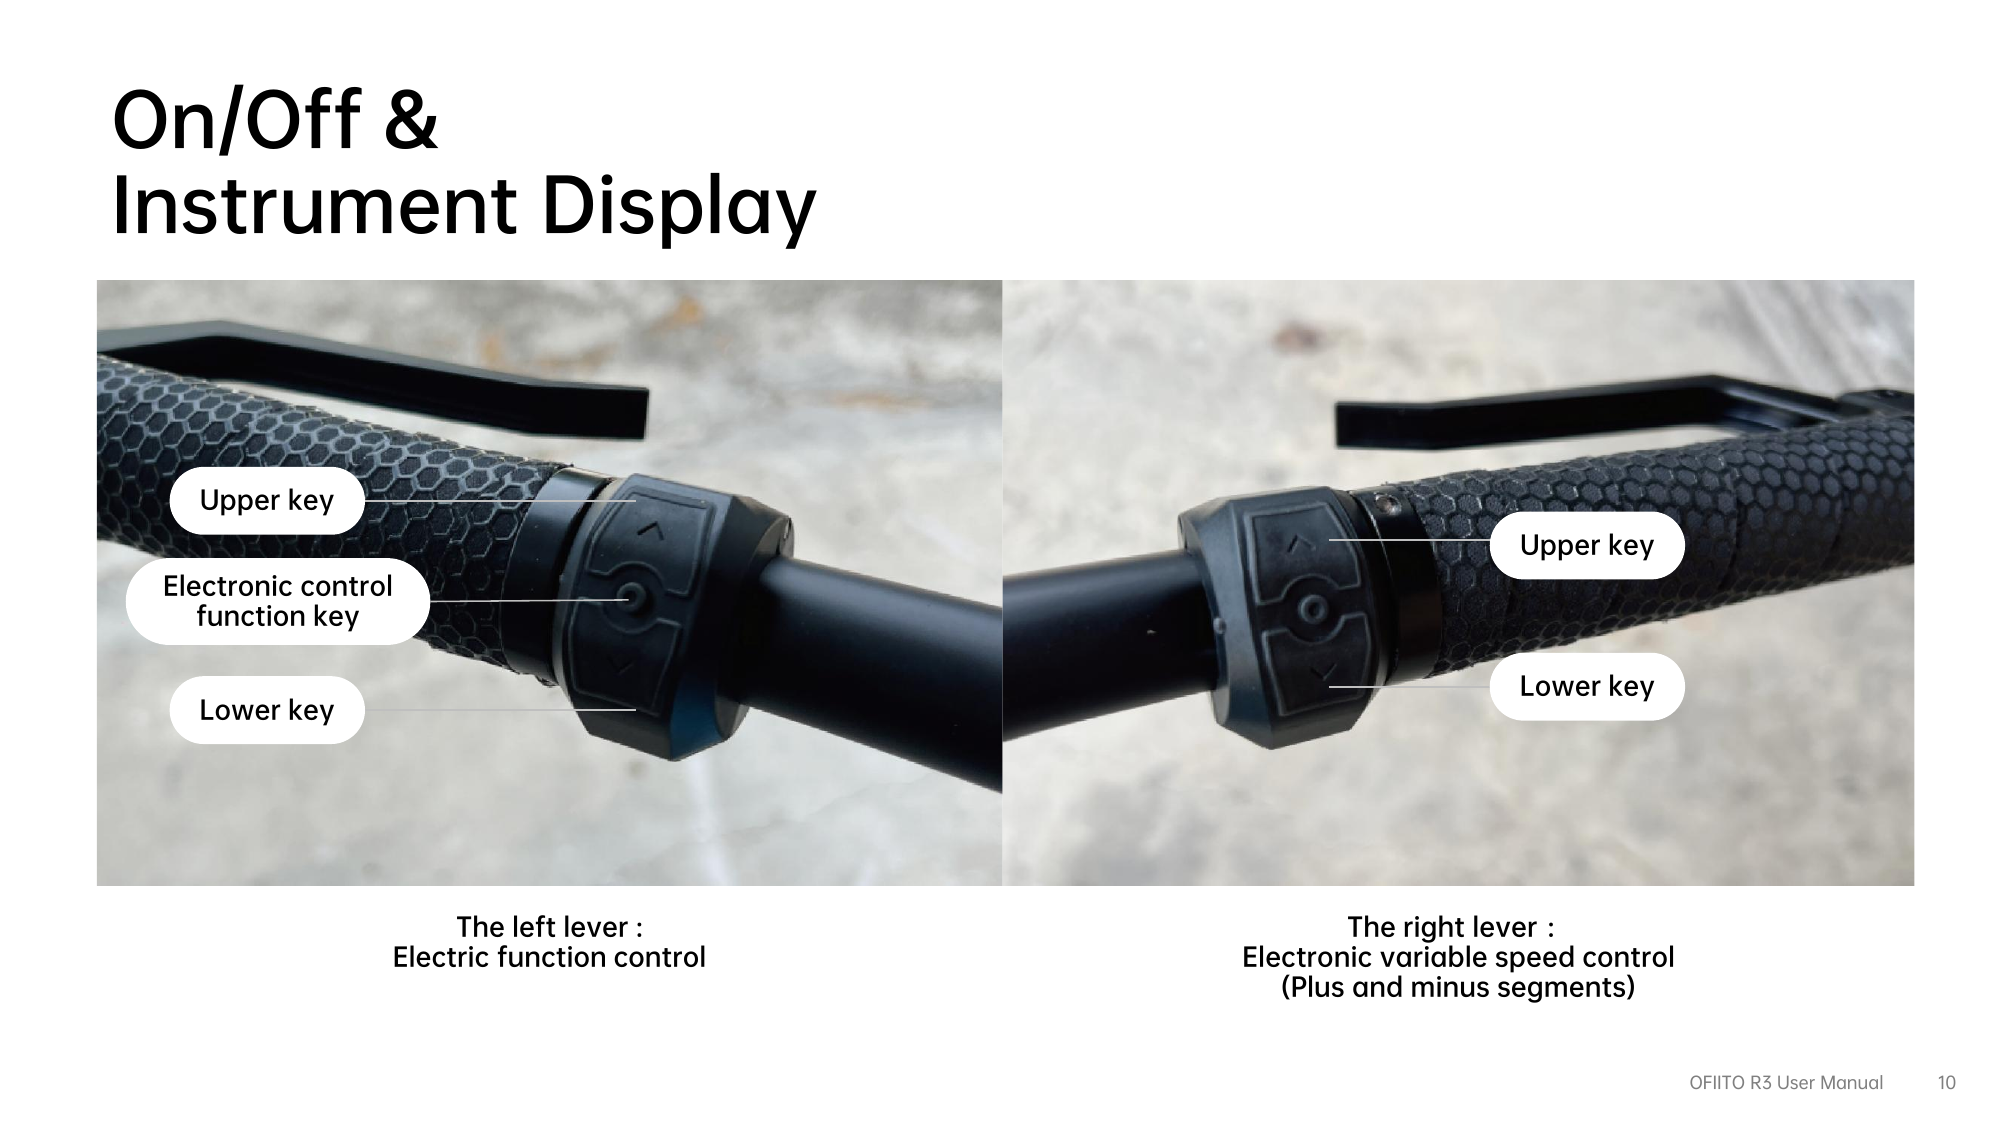 On/Off &
Instrument Display
Upper key
Electronic control
function key
Lower key
Upper key
Lower key
The left lever :
Electric function control
The right lever :
Electronic variable speed control
(Plus and minus segments)
OFIITO R3 User Manual 10